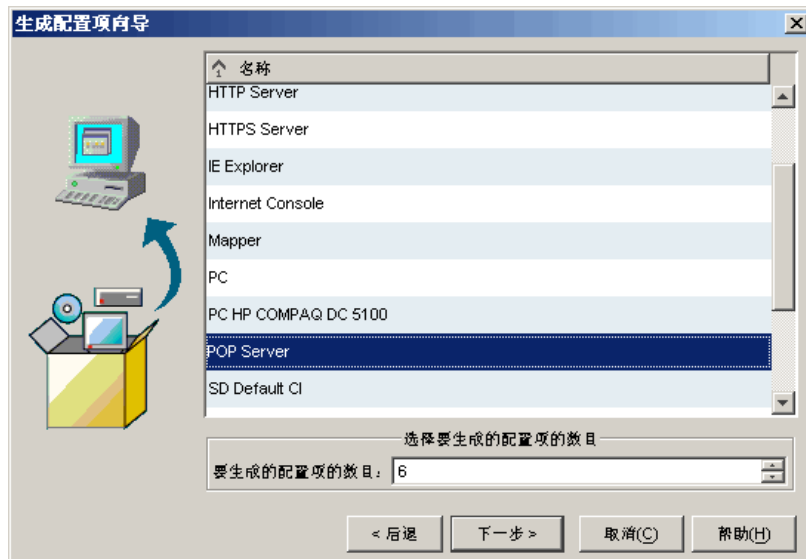 生成配置项向导
1 名称
HTTP Server
HTTPS Server
IE Explorer
Internet Console
Mapper
PC
PC HP COMPAQ DC 5100
POP Server
SD Default CI
选择要生成的配置项的数目
要生成的配置项的数目： 6
< 后退 下一步 > 取消(C) 帮助(H)